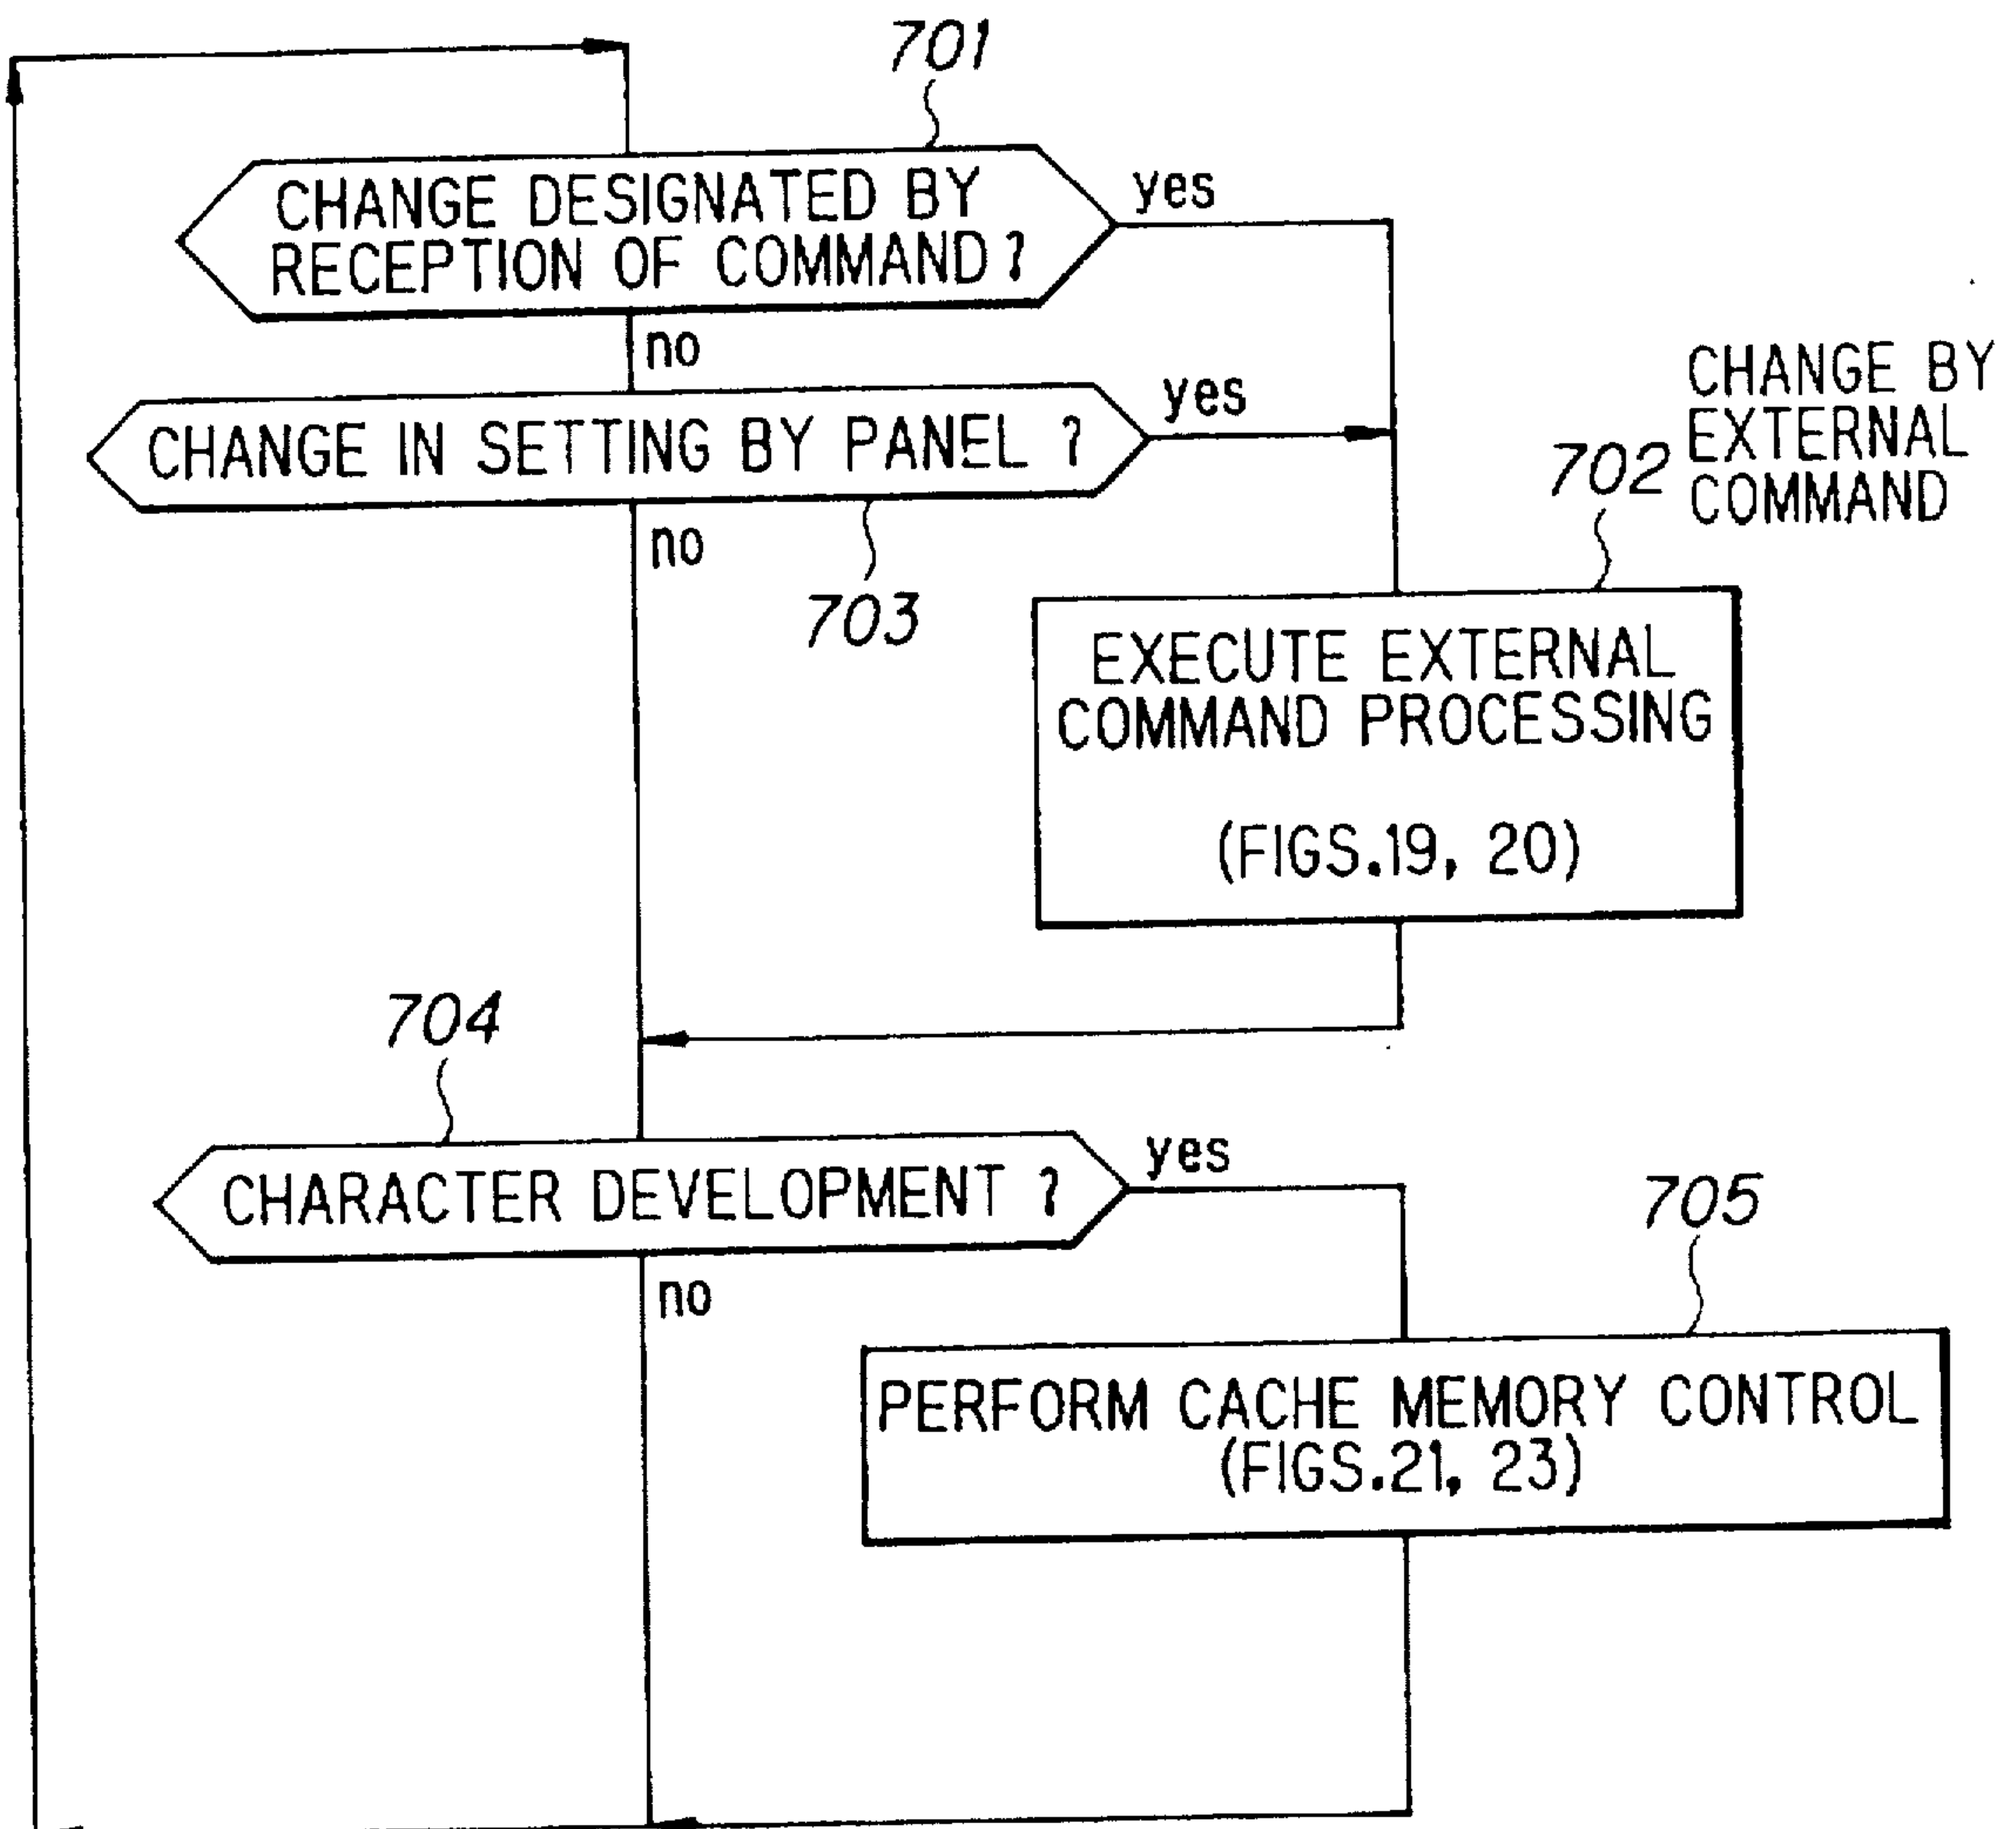 701
CHANGE DESIGNATED BY
RECEPTION OF COMMAND ?
yes
no
CHANGE IN SETTING BY PANEL ?
yes
no
703
CHANGE BY
EXTERNAL
COMMAND
702
EXECUTE EXTERNAL
COMMAND PROCESSING
(FIGS.19, 20)
704
CHARACTER DEVELOPMENT ?
yes
no
705
PERFORM CACHE MEMORY CONTROL
(FIGS.21, 23)